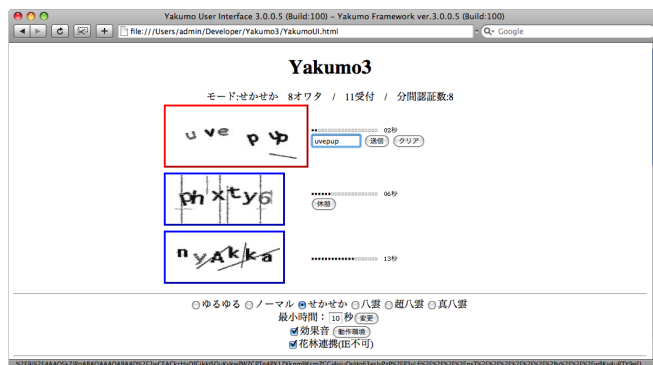 Yakumo User Interface 3.0.0.5 (Build:100) – Yakumo Framework ver.3.0.0.5 (Build:100)
file:///Users/admin/Developer/Yakumo3/YakumoUI.html
Google
Yakumo3
モード:せかせか 8オワタ / 11受付 / 分間認証数:8
uve pup
02秒
uvepup 送信 クリア
phxty6
06秒
休憩
nyAkka
13秒
ゆるゆる ノーマル せかせか 八雲 超八雲 真八雲
最小時間: 10 秒 変更
効果音 動作環境
花林連携(IE不可)